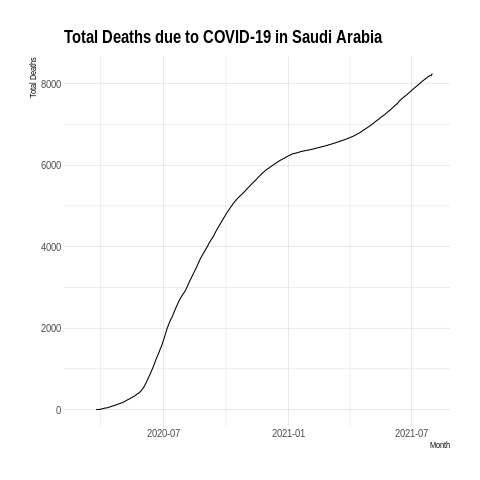 Total Deaths due to COVID-19 in Saudi Arabia
Total Deaths
8000
6000
4000
2000
0
2020-07
2021-01
2021-07
Month